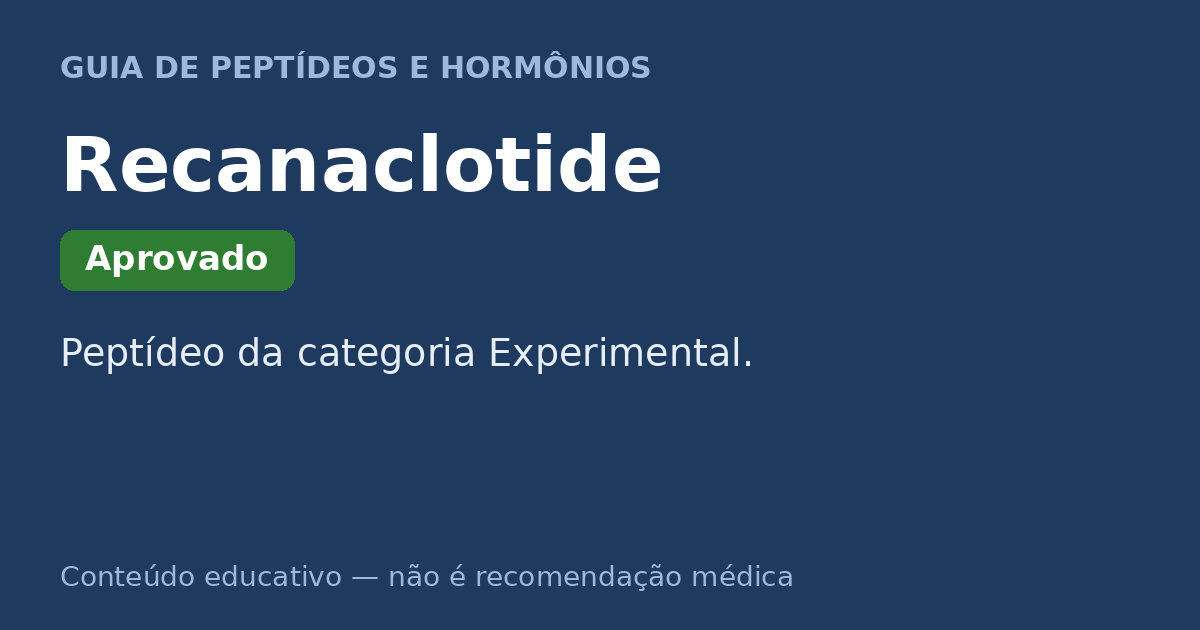 GUIA DE PEPTÍDEOS E HORMÔNIOS
Recanaclotide
Aprovado
Peptídeo da categoria Experimental.
Conteúdo educativo — não é recomendação médica